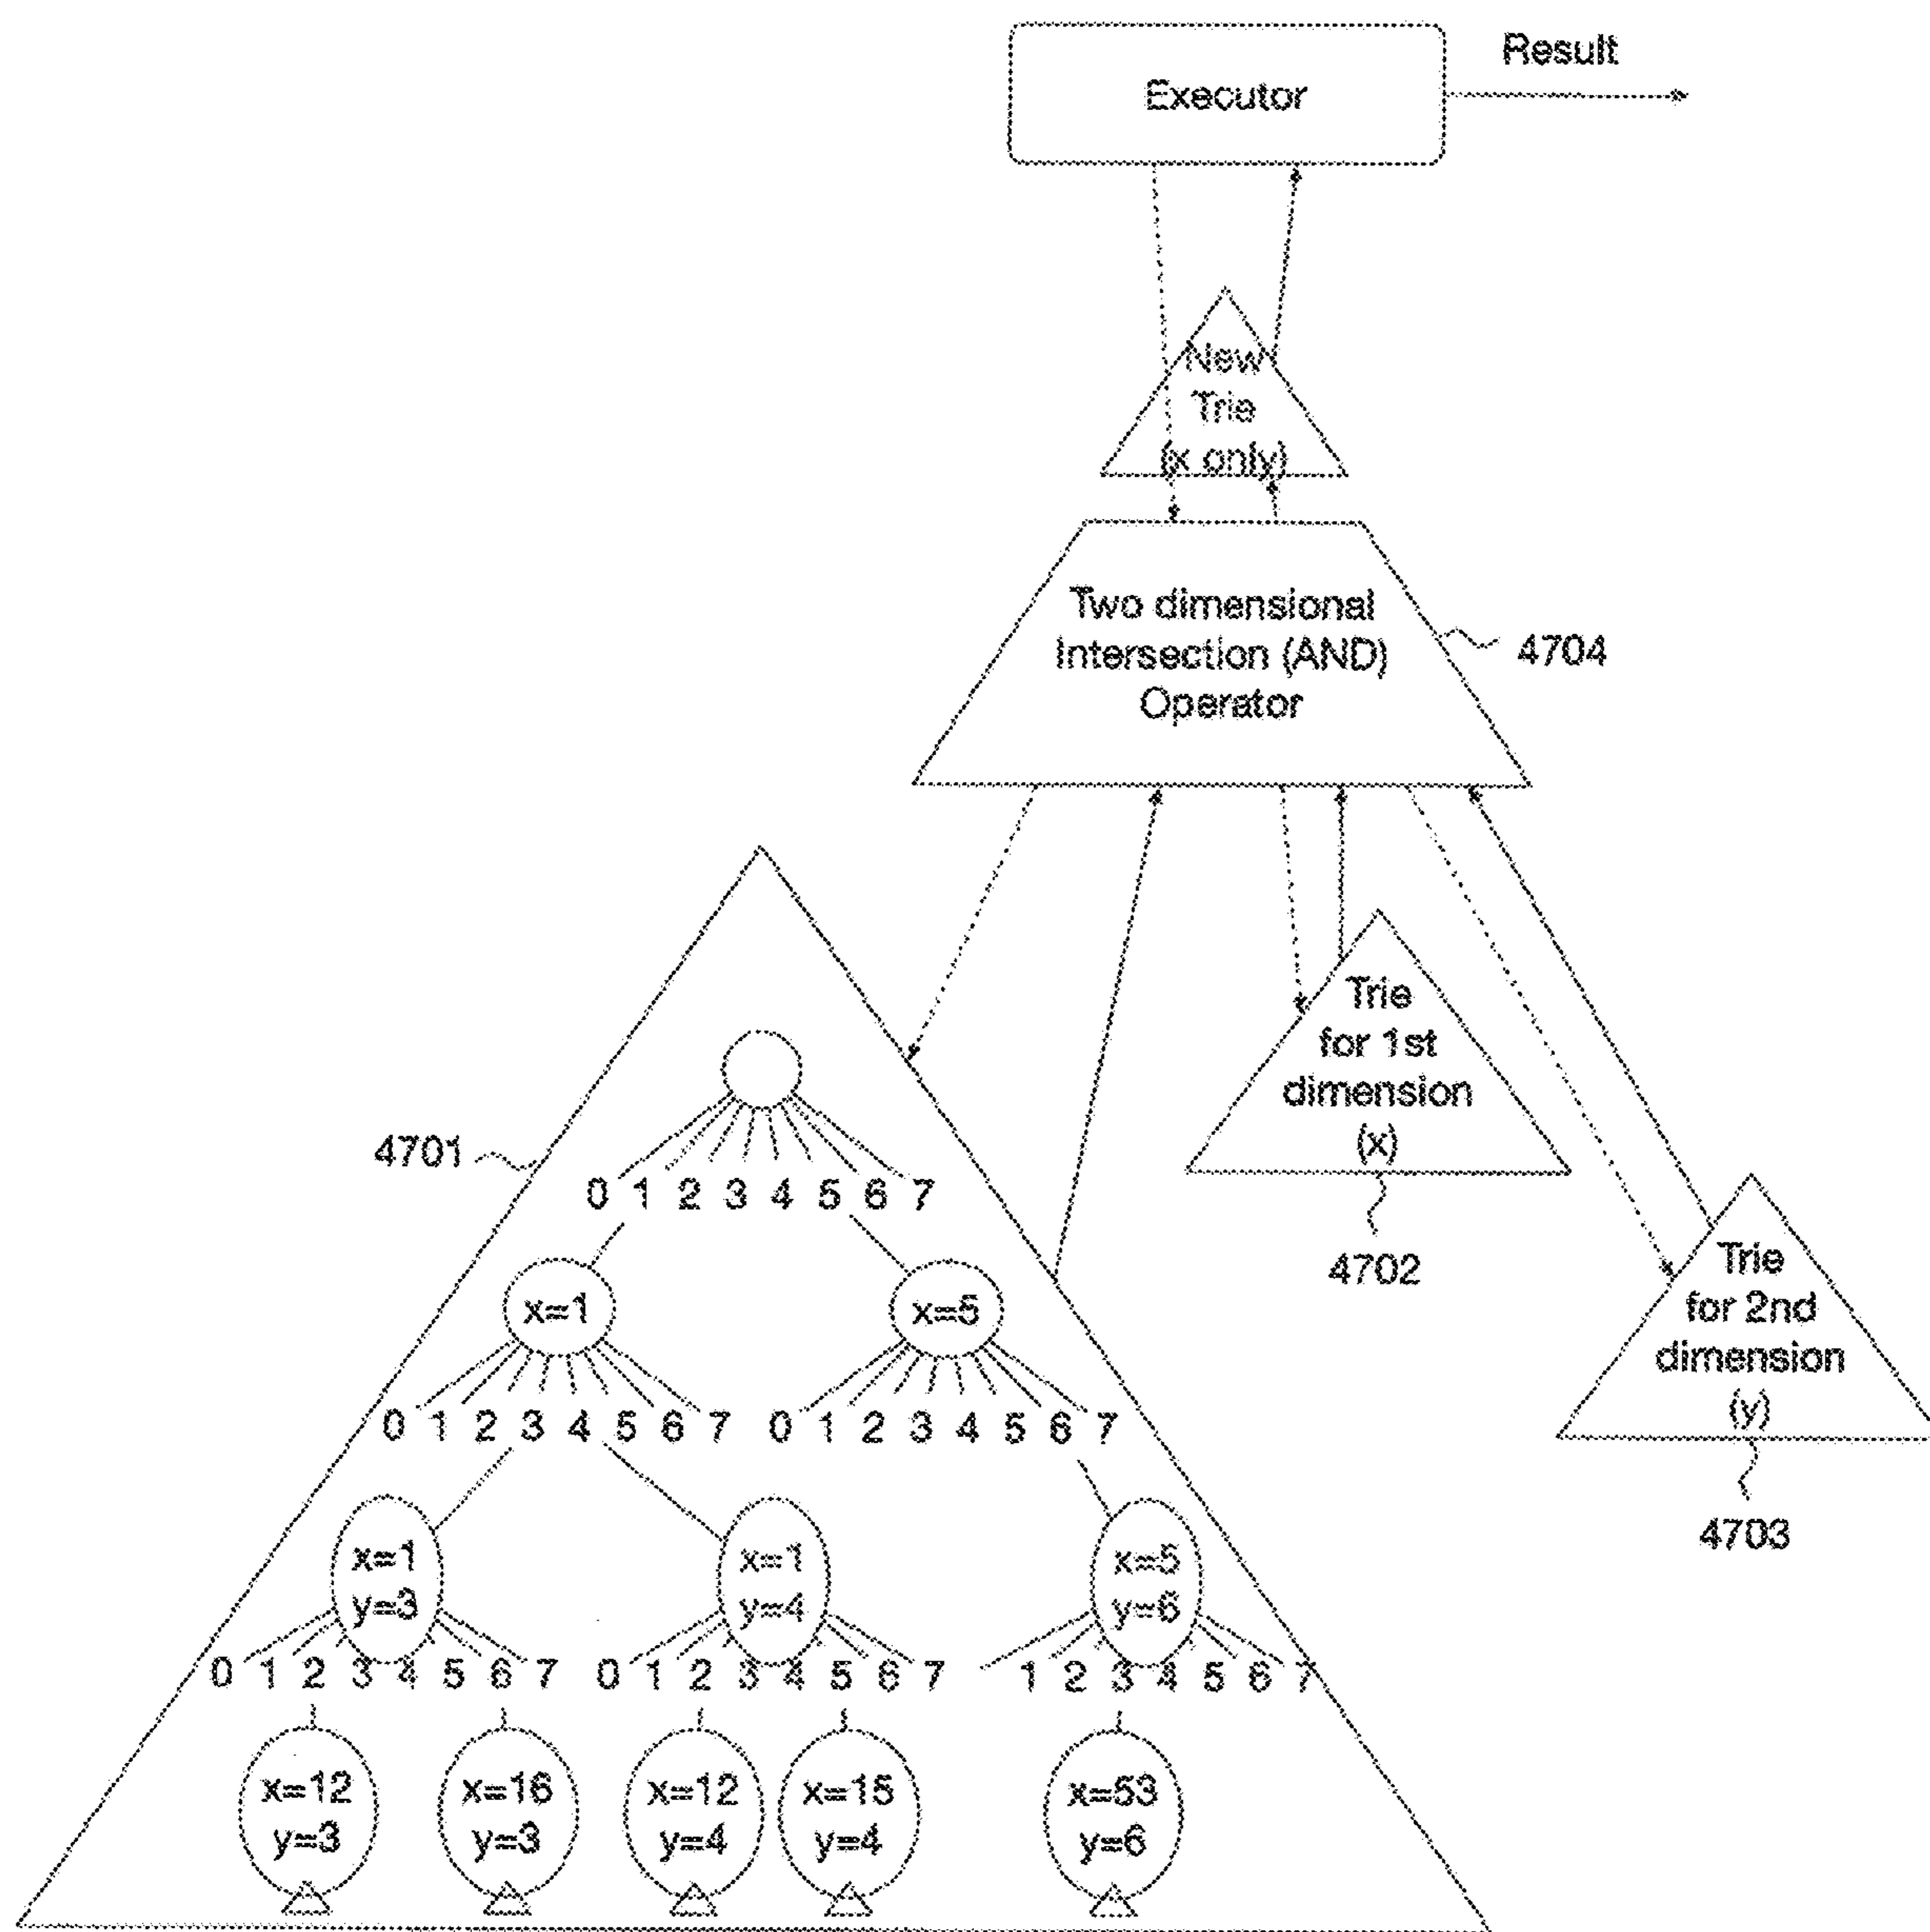 Result
Executor
New
Trie
(x only)
Two dimensional
Intersection (AND)
Operator
4704
Trie
for 1st
dimension
(x)
4702
Trie
for 2nd
dimension
(y)
4703
4701
0 1 2 3 4 5 6 7
x=1
x=5
0 1 2 3 4 5 6 7
0 1 2 3 4 5 6 7
x=1
y=3
x=1
y=4
x=5
y=6
0 1 2 3 4 5 6 7
0 1 2 3 4 5 6 7
1 2 3 4 5 6 7
x=12
y=3
x=16
y=3
x=12
y=4
x=15
y=4
x=53
y=6